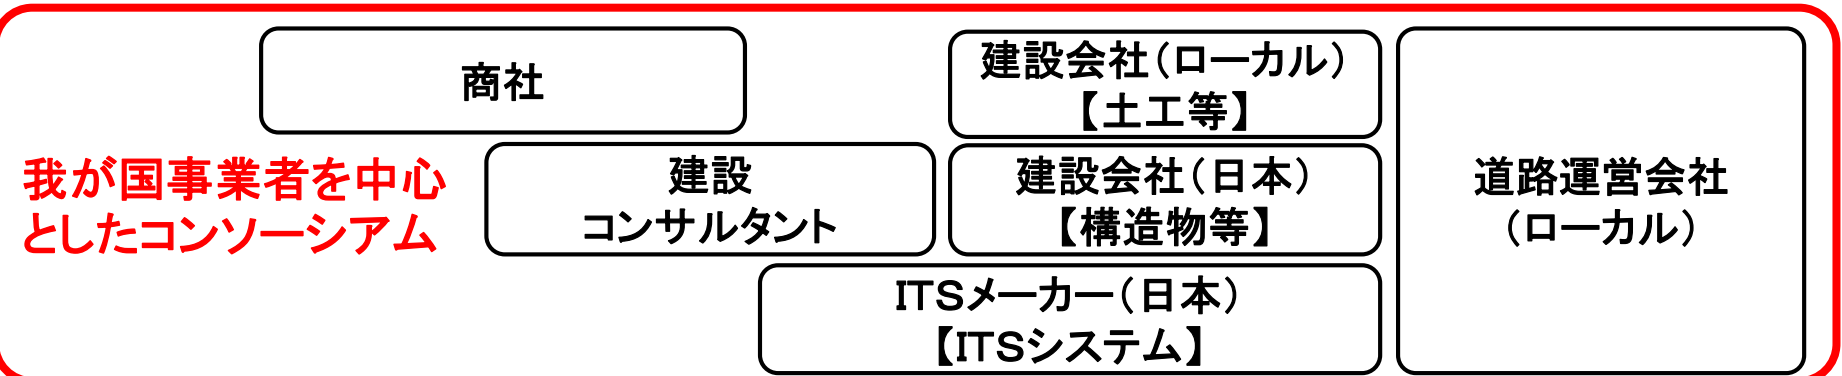 商社
建設会社（ローカル）
【土工等】
我が国事業者を中心
としたコンソーシアム
建設
コンサルタント
建設会社（日本）
【構造物等】
道路運営会社
（ローカル）
ITSメーカー（日本）
【ITSシステム】